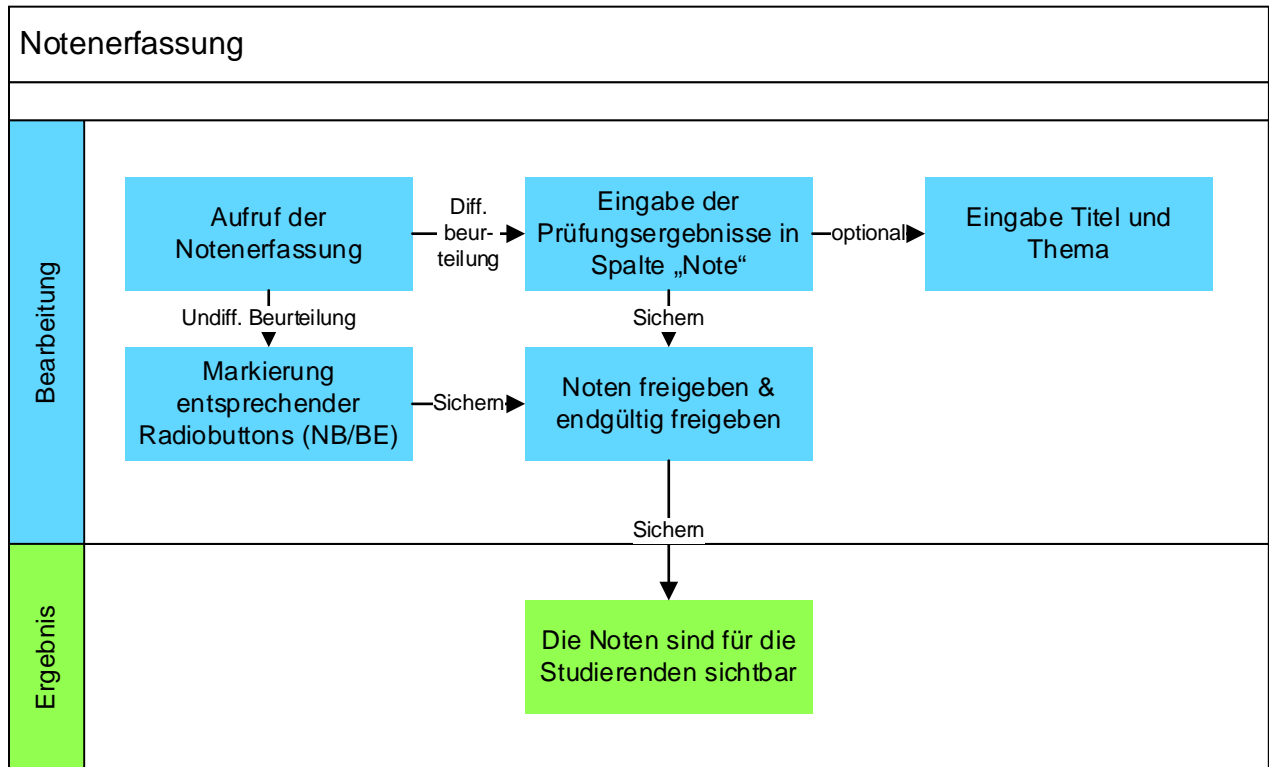 Notenerfassung
Bearbeitung
Aufruf der
Notenerfassung
Diff.
beur-
teilung
Eingabe der
Prüfungsergebnisse in
Spalte „Note“
optional
Eingabe Titel und
Thema
Undiff. Beurteilung
Sichern
Markierung
entsprechender
Radiobuttons (NB/BE)
Sichern
Noten freigeben &
endgültig freigeben
Sichern
Ergebnis
Die Noten sind für die
Studierenden sichtbar